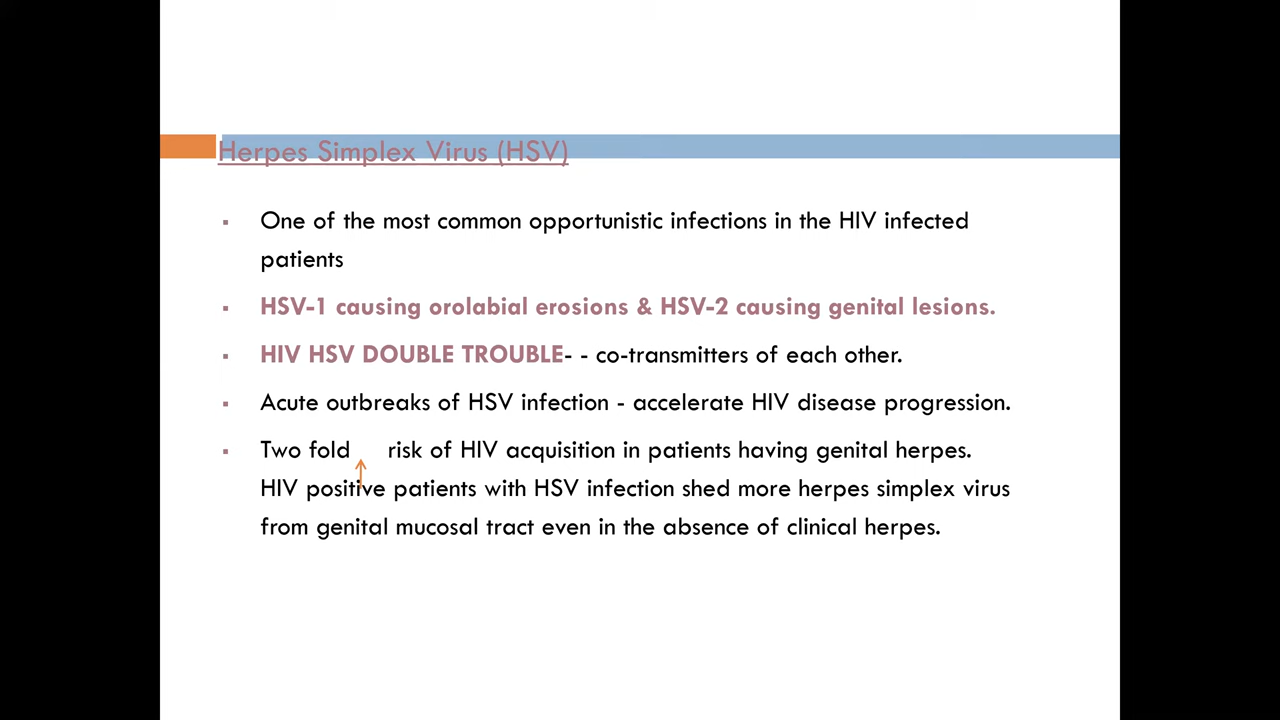 Herpes Simplex Virus (HSV)
▪ One of the most common opportunistic infections in the HIV infected
patients
▪ HSV-1 causing orolabial erosions & HSV-2 causing genital lesions.
▪ HIV HSV DOUBLE TROUBLE- - co-transmitters of each other.
▪ Acute outbreaks of HSV infection - accelerate HIV disease progression.
▪ Two fold ↑ risk of HIV acquisition in patients having genital herpes.
HIV positive patients with HSV infection shed more herpes simplex virus
from genital mucosal tract even in the absence of clinical herpes.